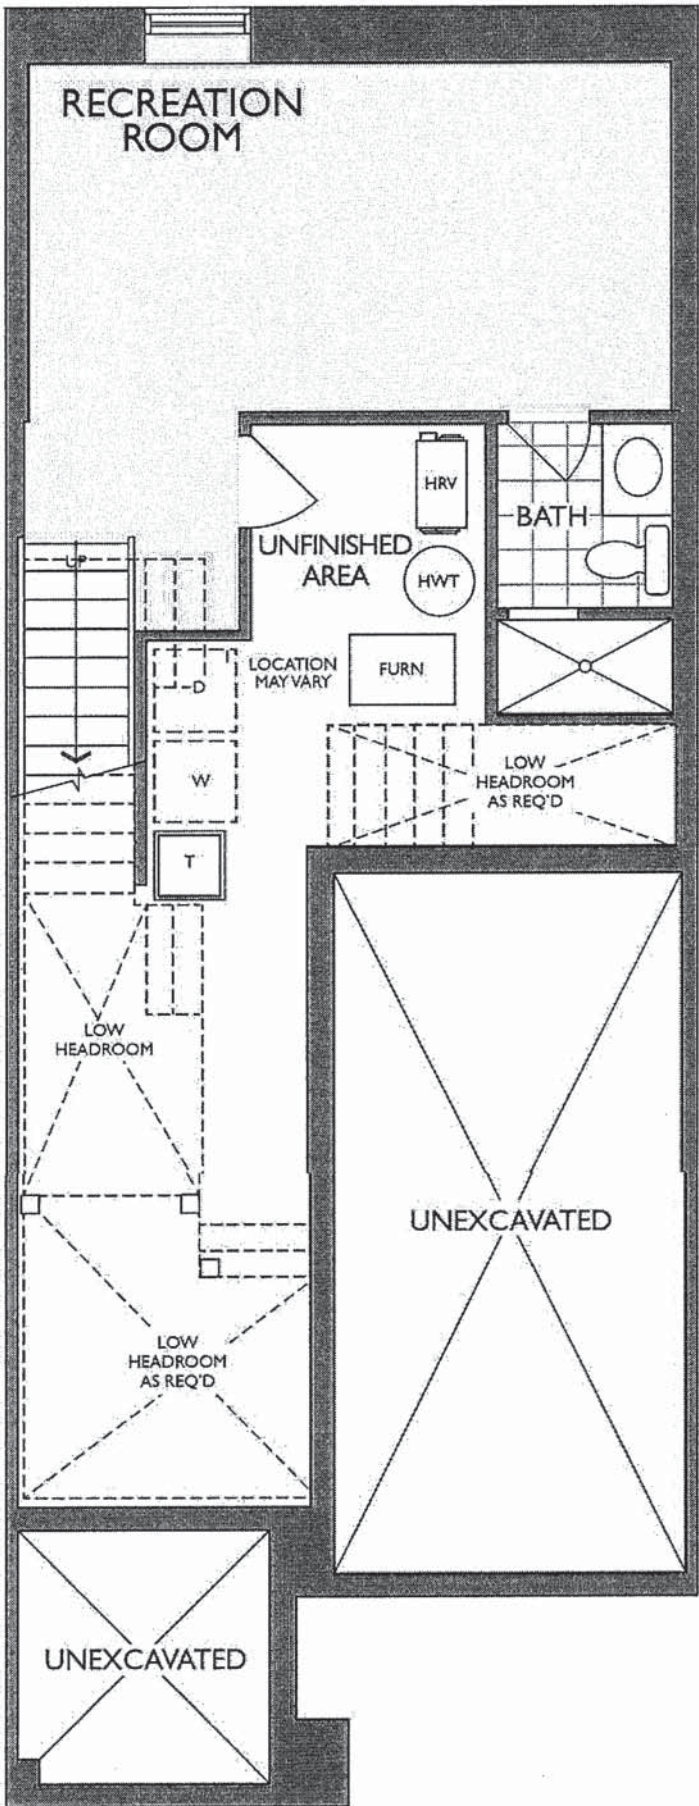 RECREATION
ROOM
HRV
BATH
UNFINISHED
AREA
HWT
UP
LOCATION
MAY VARY
FURN
D
W
LOW
HEADROOM
AS REQ'D
T
LOW
HEADROOM
UNEXCAVATED
LOW
HEADROOM
AS REQ'D
UNEXCAVATED